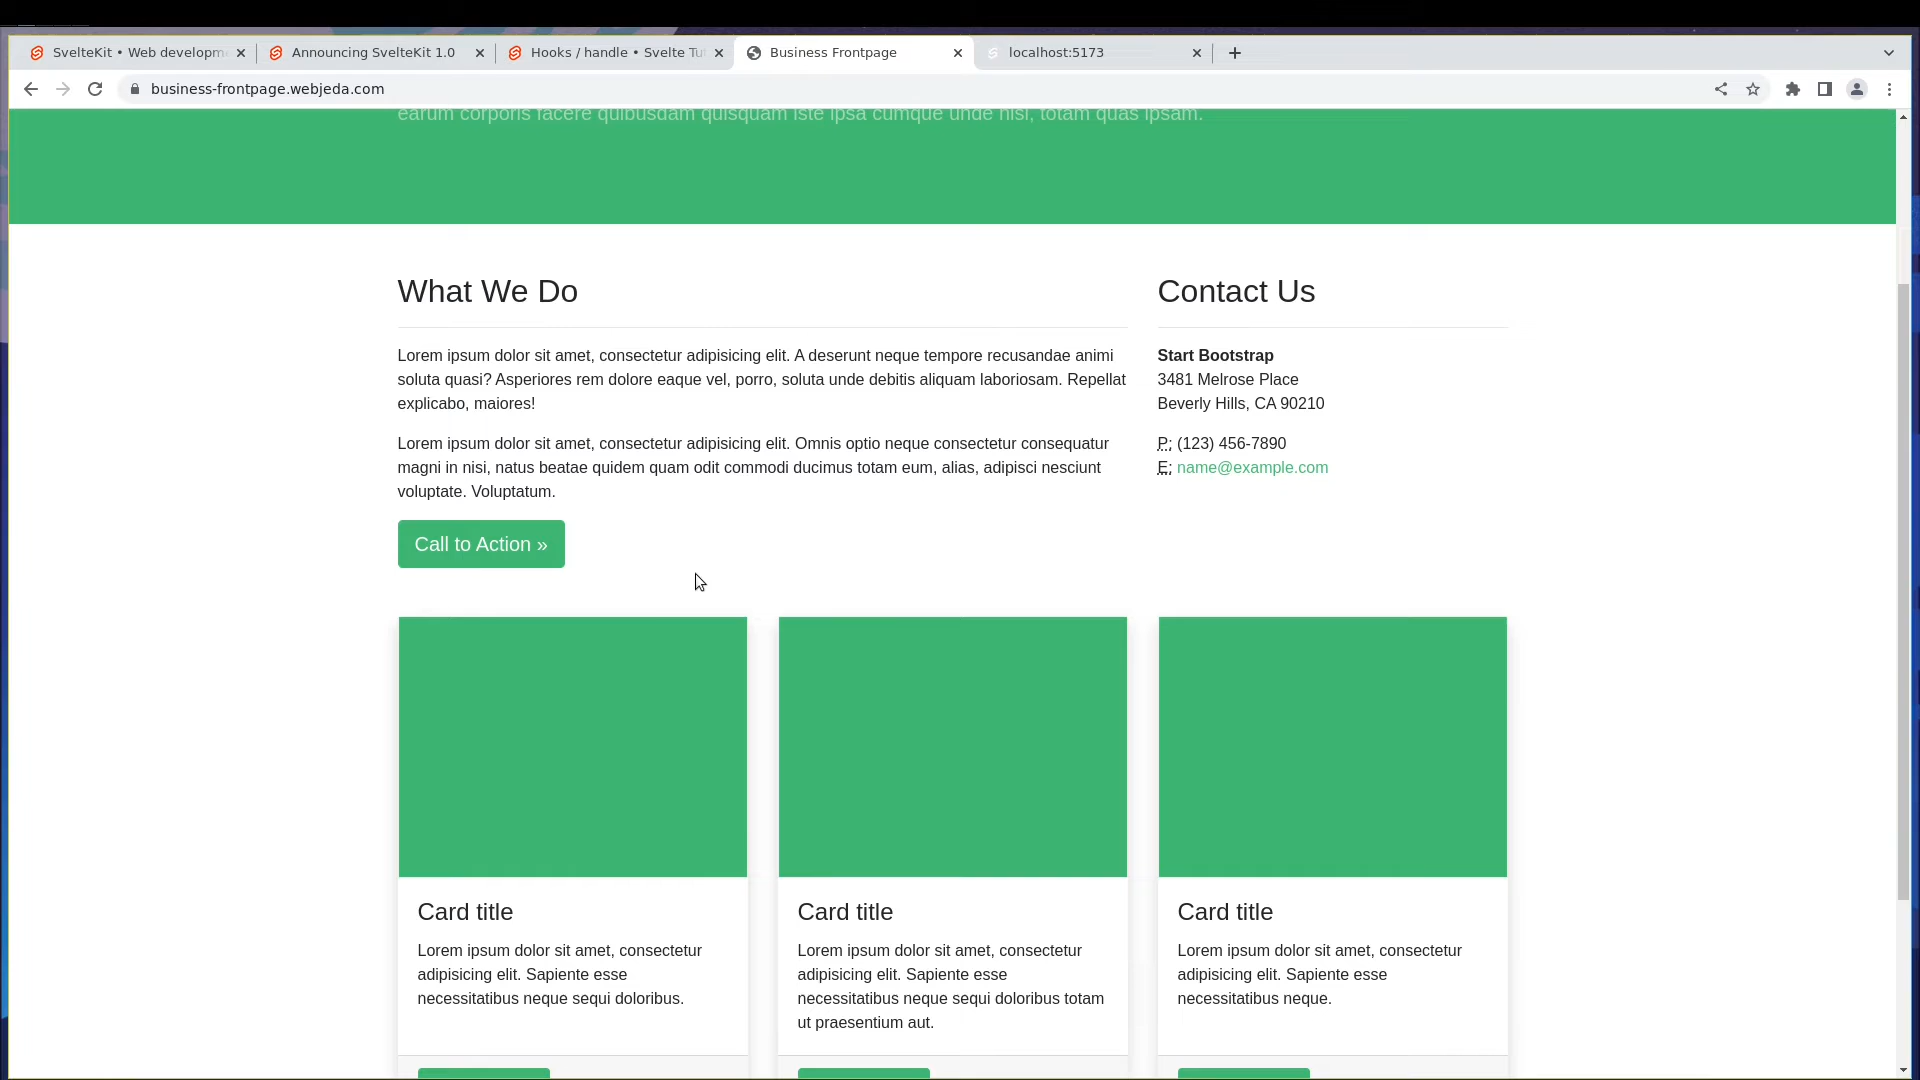 SvelteKit • Web developm
Announcing SvelteKit 1.0
Hooks / handle • Svelte Tu
Business Frontpage
localhost:5173
business-frontpage.webjeda.com
earum corporis facere quibusdam quisquam iste ipsa cumque unde nisi, totam quas ipsam.
What We Do
Lorem ipsum dolor sit amet, consectetur adipisicing elit. A deserunt neque tempore recusandae animi
soluta quasi? Asperiores rem dolore eaque vel, porro, soluta unde debitis aliquam laboriosam. Repellat
explicabo, maiores!
Lorem ipsum dolor sit amet, consectetur adipisicing elit. Omnis optio neque consectetur consequatur
magni in nisi, natus beatae quidem quam odit commodi ducimus totam eum, alias, adipisci nesciunt
voluptate. Voluptatum.
Call to Action »
Contact Us
Start Bootstrap
3481 Melrose Place
Beverly Hills, CA 90210
P: (123) 456-7890
E: name@example.com
Card title
Lorem ipsum dolor sit amet, consectetur
adipisicing elit. Sapiente esse
necessitatibus neque sequi doloribus.
Card title
Lorem ipsum dolor sit amet, consectetur
adipisicing elit. Sapiente esse
necessitatibus neque sequi doloribus totam
ut praesentium aut.
Card title
Lorem ipsum dolor sit amet, consectetur
adipisicing elit. Sapiente esse
necessitatibus neque.